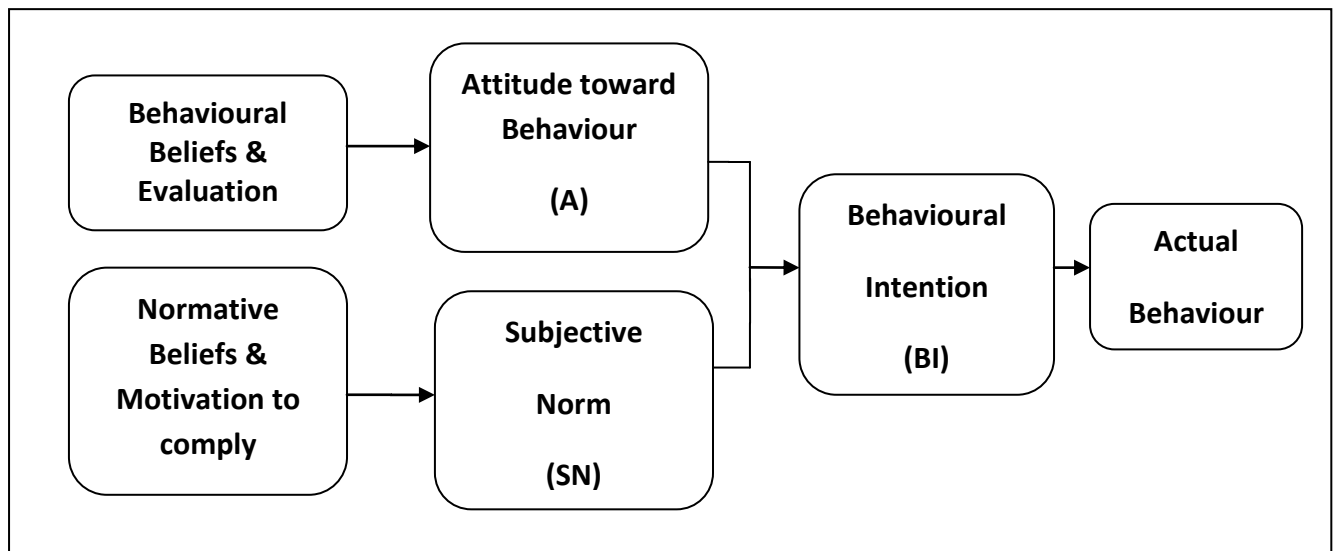 Behavioural
Beliefs &
Evaluation
Attitude toward
Behaviour
(A)
Normative
Beliefs &
Motivation to
comply
Subjective
Norm
(SN)
Behavioural
Intention
(BI)
Actual
Behaviour